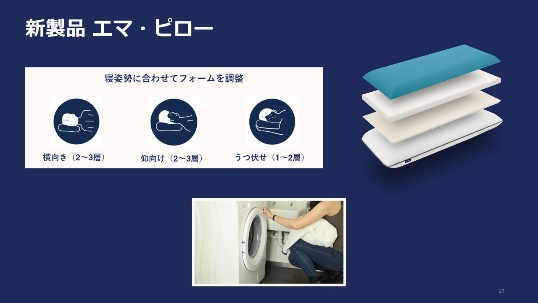 新製品 エマ・ピロー
寝姿勢に合わせてフォームを調整
横向き（2〜3層）
仰向け（2〜3層）
うつ伏せ（1〜2層）
21